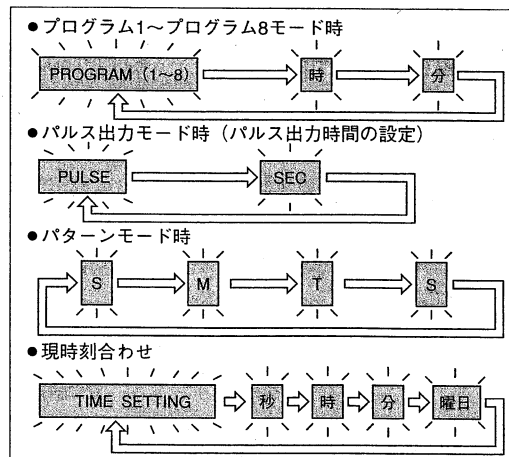 ●プログラム1〜プログラム8モード時
PROGRAM (1〜8) 時 分
●パルス出力モード時（パルス出力時間の設定）
PULSE SEC
●パターンモード時
S M T S
●現時刻合わせ
TIME SETTING 秒 時 分 曜日